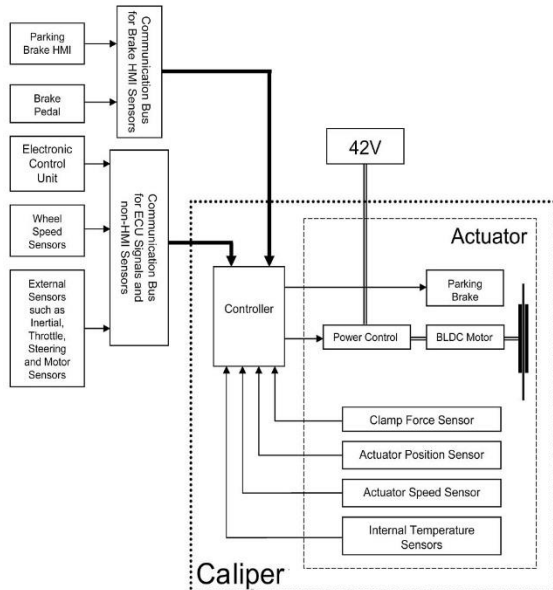 Parking
Brake HMI
Brake
Pedal
Communication Bus
for Brake HMI
Sensors
Electronic
Control
Unit
Wheel
Speed
Sensors
External
Sensors
such as
Inertial,
Throttle,
Steering
and Motor
Sensors
Communication Bus
for ECU Signals and
non-HMI Sensors
42V
Actuator
Controller
Parking
Brake
Power Control
BLDC Motor
Clamp Force Sensor
Actuator Position Sensor
Actuator Speed Sensor
Internal Temperature
Sensors
Caliper